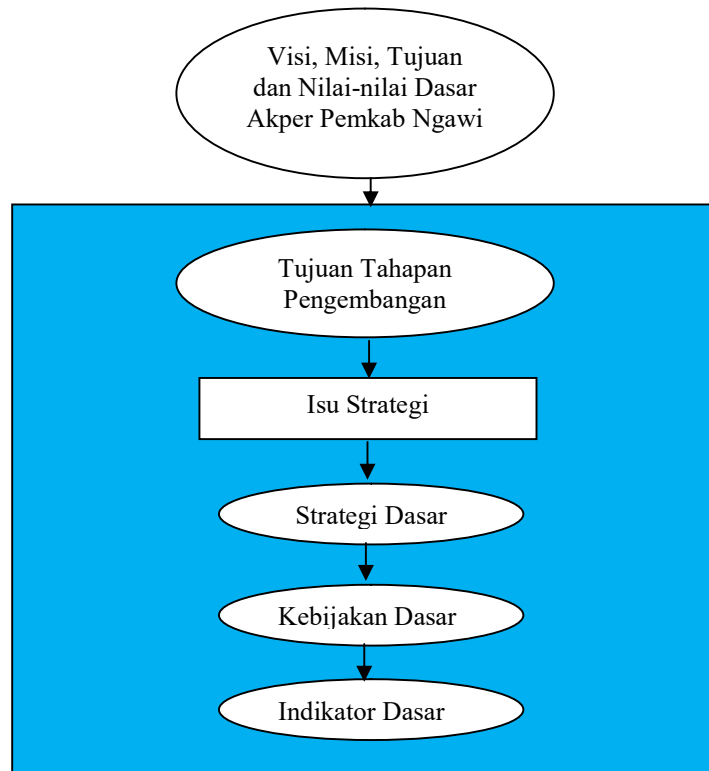 Visi, Misi, Tujuan
dan Nilai-nilai Dasar
Akper Pemkab Ngawi
Tujuan Tahapan
Pengembangan
Isu Strategi
Strategi Dasar
Kebijakan Dasar
Indikator Dasar